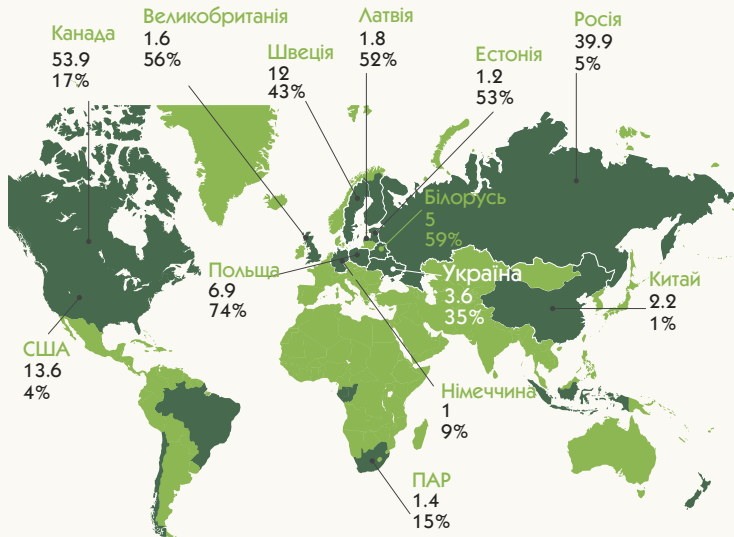 Канада
53.9
17%
Великобританія
1.6
56%
Швеція
12
43%
Латвія
1.8
52%
Естонія
1.2
53%
Росія
39.9
5%
Білорусь
5
59%
Польща
6.9
74%
Україна
3.6
35%
Китай
2.2
1%
США
13.6
4%
Німеччина
1
9%
ПАР
1.4
15%